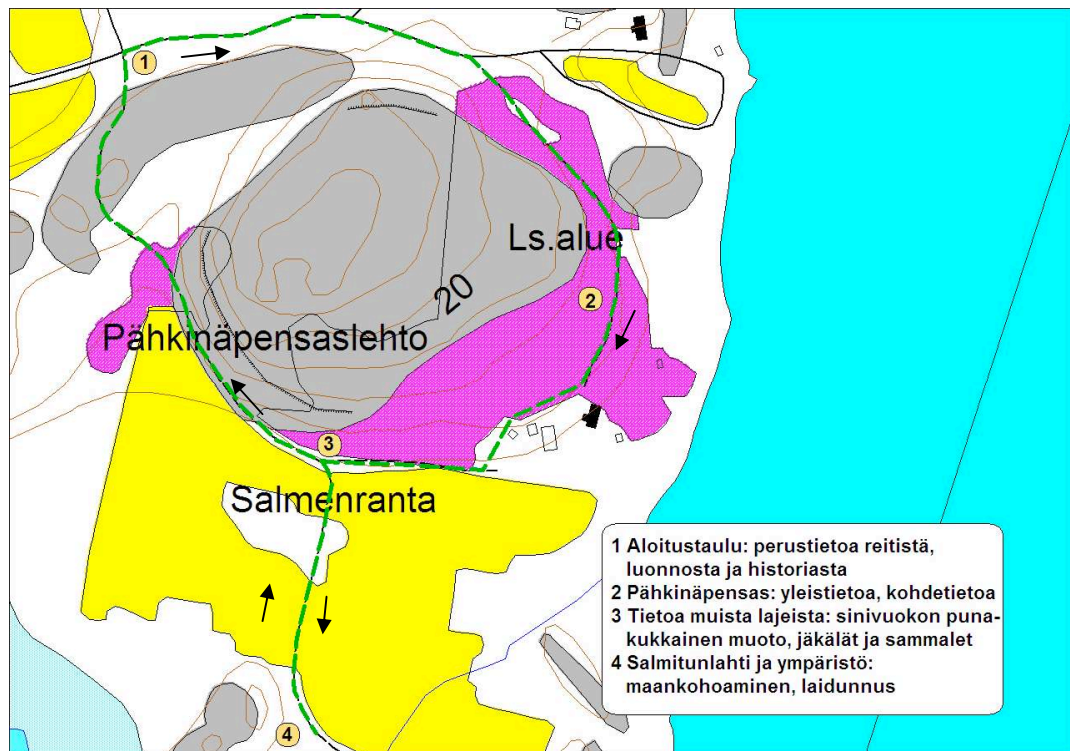 1
Ls.alue
20
2
Pähkinäpensaslehto
3
Salmenranta
4
1 Aloitustaulu: perustietoa reitistä,
luonnosta ja historiasta
2 Pähkinäpensas: yleistietoa, kohdetietoa
3 Tietoa muista lajeista: sinivuokon puna-
kukkainen muoto, jäkälät ja sammalet
4 Salmitunlahti ja ympäristö:
maankohoaminen, laidunnus